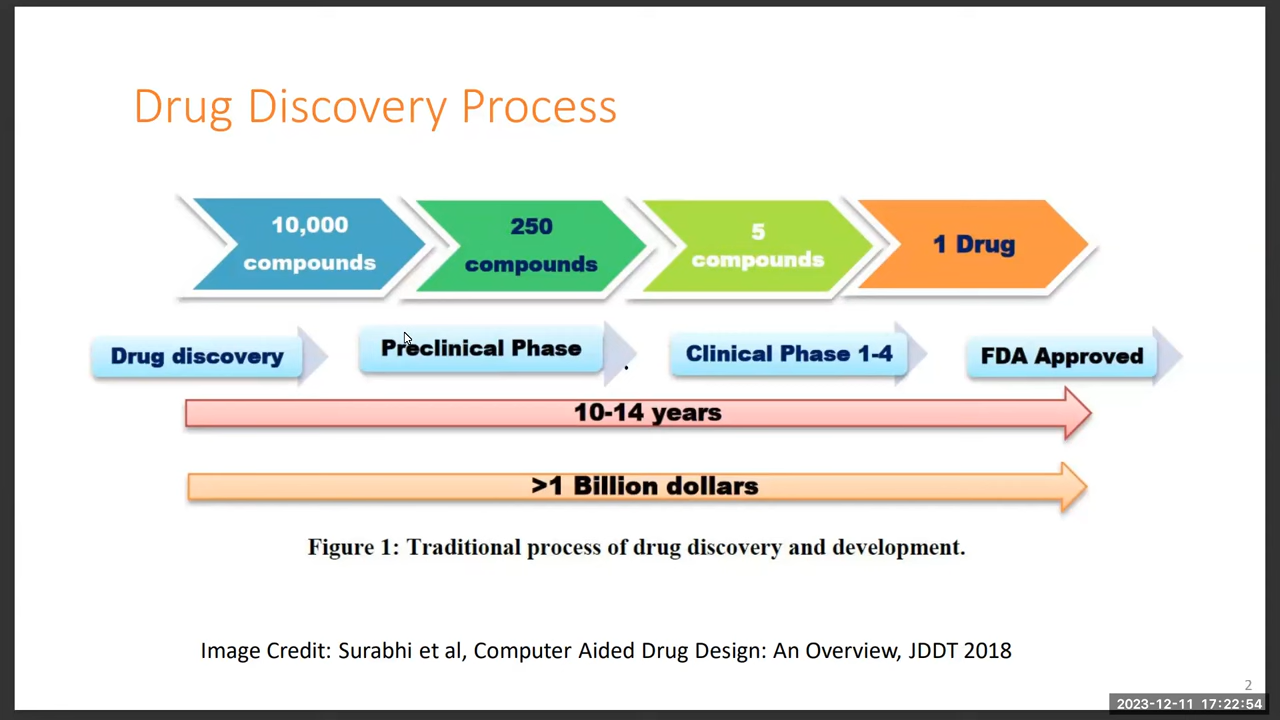 Drug Discovery Process
10,000
compounds
250
compounds
5
compounds
1 Drug
Drug discovery
Preclinical Phase
Clinical Phase 1-4
FDA Approved
10-14 years
>1 Billion dollars
Figure 1: Traditional process of drug discovery and development.
Image Credit: Surabhi et al, Computer Aided Drug Design: An Overview, JDDT 2018
2
2023-12-11 17:22:54